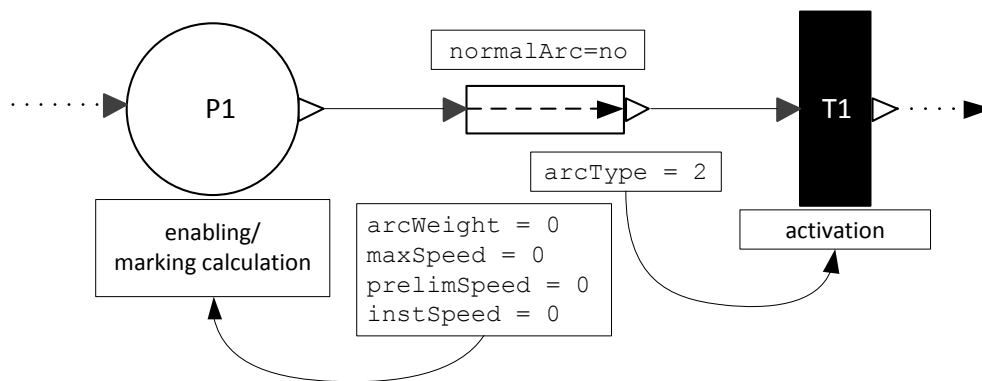 normalArc=no
P1
T1
arcType = 2
enabling/
marking calculation
arcWeight = 0
maxSpeed = 0
prelimSpeed = 0
instSpeed = 0
activation